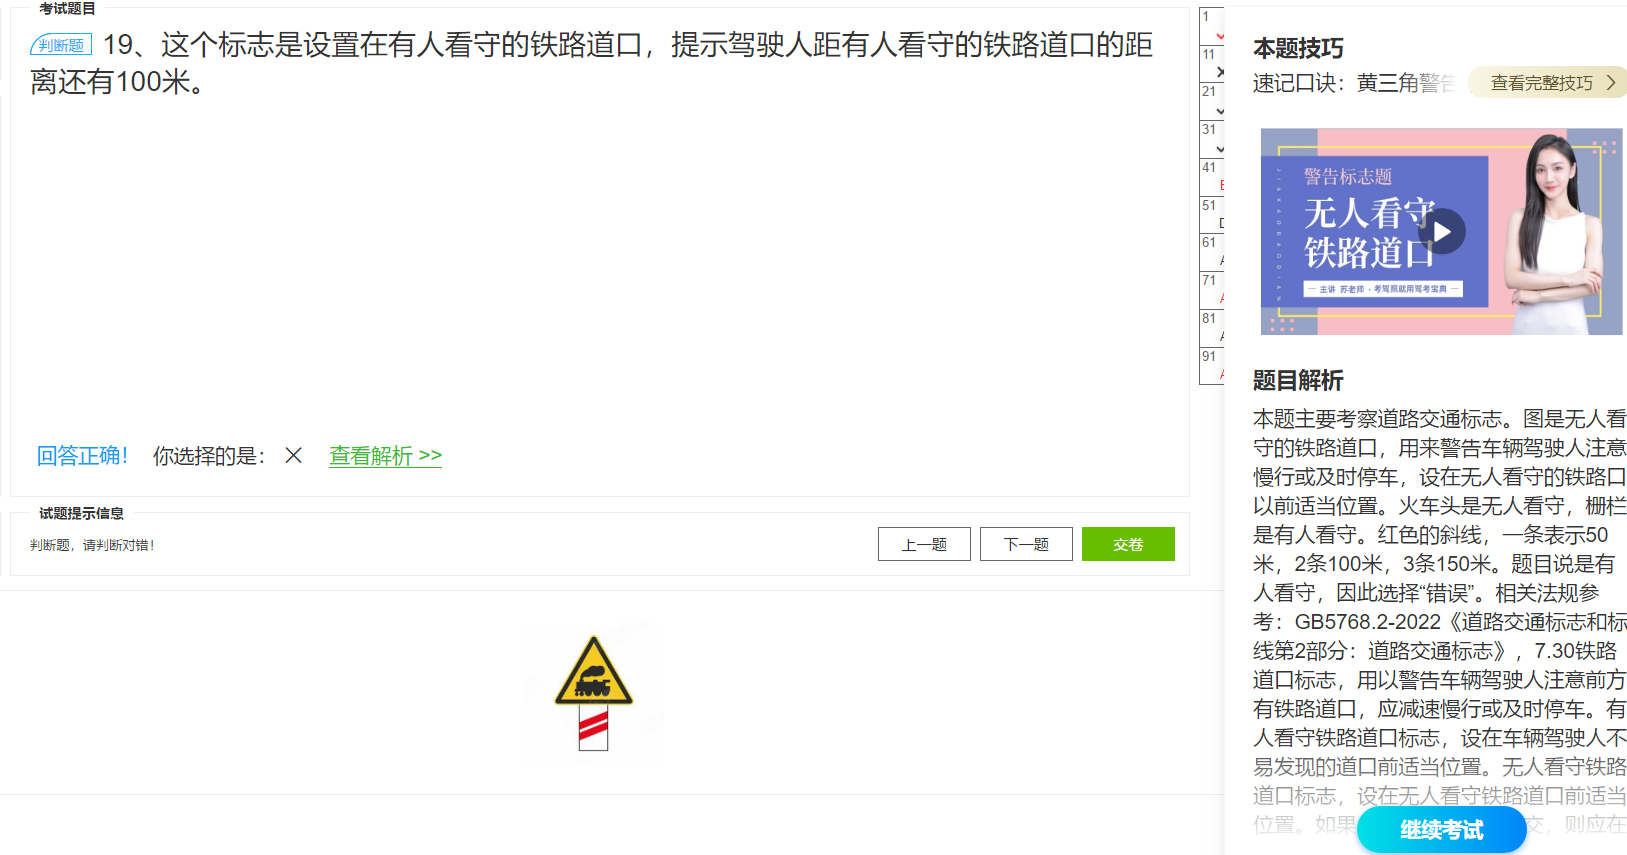 考试题目
判断题 19、这个标志是设置在有人看守的铁路道口，提示驾驶人距有人看守的铁路道口的距
离还有100米。
回答正确！ 你选择的是： × 查看解析 >>
试题提示信息
判断题，请判断对错！
上一题 下一题 交卷
1
11
21
31
41
51
61
71
81
91
本题技巧
速记口诀：黄三角警告
查看完整技巧 >
警告标志题
无人看守
铁路道口
JIAKAOBAODIAN
主讲 苏老师 · 考驾照就用驾考宝典
题目解析
本题主要考察道路交通标志。图是无人看
守的铁路道口，用来警告车辆驾驶人注意
慢行或及时停车，设在无人看守的铁路口
以前适当位置。火车头是无人看守，栅栏
是有人看守。红色的斜线，一条表示50
米，2条100米，3条150米。题目说是有
人看守，因此选择“错误”。相关法规参
考：GB5768.2-2022《道路交通标志和标
线第2部分：道路交通标志》，7.30铁路
道口标志，用以警告车辆驾驶人注意前方
有铁路道口，应减速慢行或及时停车。有
人看守铁路道口标志，设在车辆驾驶人不
易发现的道口前适当位置。无人看守铁路
道口标志，设在无人看守铁路道口前适当
位置。如果 交，则应在
继续考试